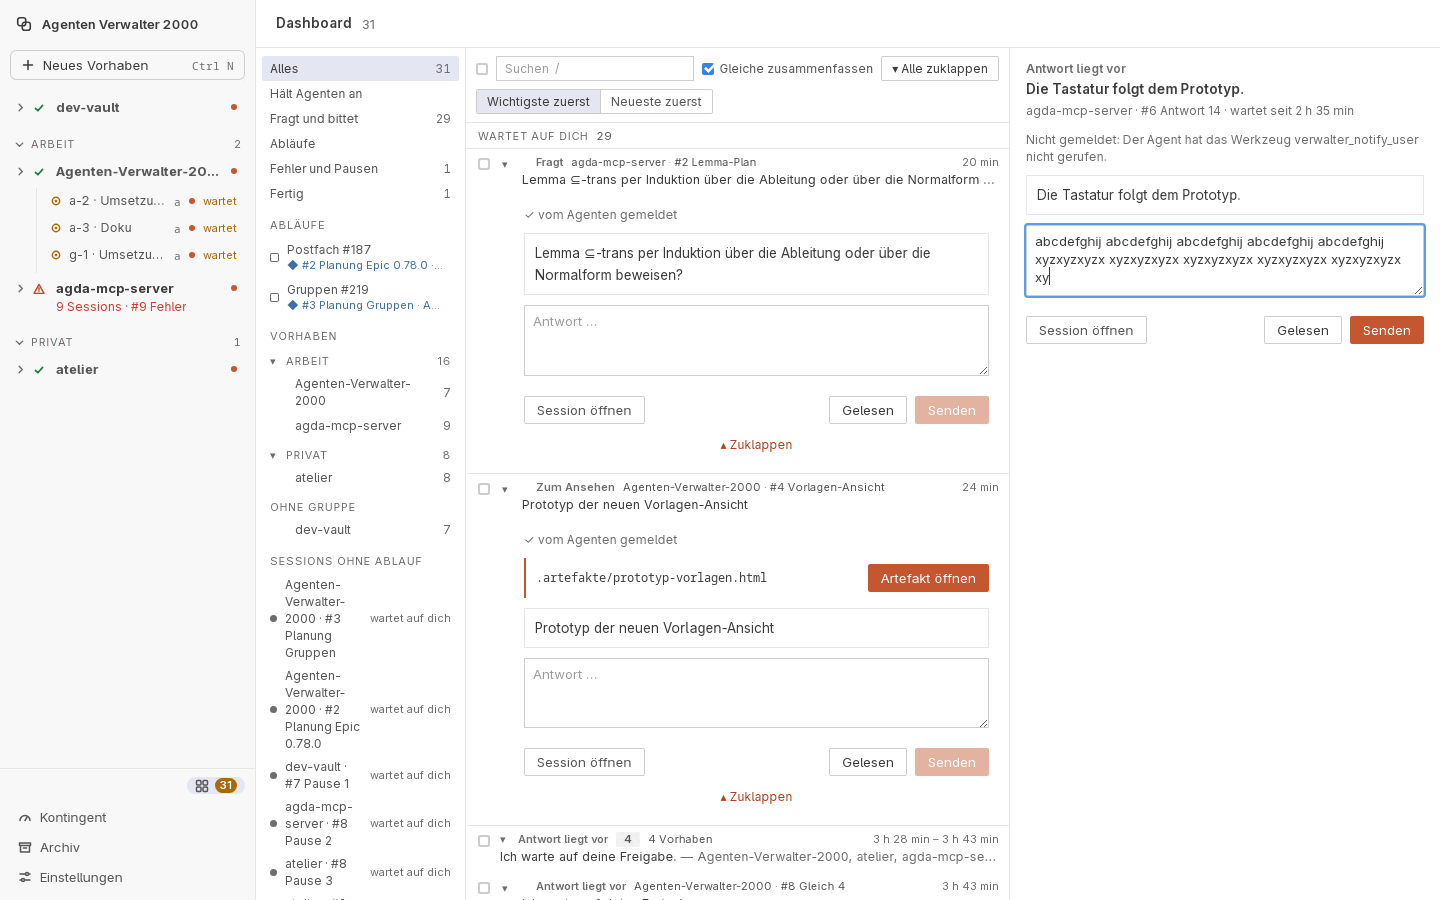 Agenten Verwalter 2000
Neues Vorhaben Ctrl N
dev-vault
ARBEIT 2
Agenten-Verwalter-20...
a-2 · Umsetzu... a wartet
a-3 · Doku a wartet
g-1 · Umsetzu... a wartet
agda-mcp-server
9 Sessions · #9 Fehler
PRIVAT 1
atelier
31
Kontingent
Archiv
Einstellungen
Dashboard 31
Alles 31
Hält Agenten an
Fragt und bittet 29
Abläufe
Fehler und Pausen 1
Fertig 1
ABLÄUFE
Postfach #187
◆ #2 Planung Epic 0.78.0 ·...
Gruppen #219
◆ #3 Planung Gruppen · A...
VORHABEN
▾ ARBEIT 16
Agenten-Verwalter-
2000 7
agda-mcp-server 9
▾ PRIVAT 8
atelier 8
OHNE GRUPPE
dev-vault 7
SESSIONS OHNE ABLAUF
Agenten-
Verwalter-
2000 · #3 wartet auf dich
Planung
Gruppen
Agenten-
Verwalter-
2000 · #2 wartet auf dich
Planung Epic
0.78.0
dev-vault · wartet auf dich
#7 Pause 1
agda-mcp-
server · #8 wartet auf dich
Pause 2
atelier · #8 wartet auf dich
Pause 3
Suchen / Gleiche zusammenfassen ▾ Alle zuklappen
Wichtigste zuerst Neueste zuerst
WARTET AUF DICH 29
▾ Fragt agda-mcp-server · #2 Lemma-Plan 20 min
Lemma ⊆-trans per Induktion über die Ableitung oder über die Normalform ...
✓ vom Agenten gemeldet
Lemma ⊆-trans per Induktion über die Ableitung oder über die
Normalform beweisen?
Antwort ...
Session öffnen Gelesen Senden
▴ Zuklappen
▾ Zum Ansehen Agenten-Verwalter-2000 · #4 Vorlagen-Ansicht 24 min
Prototyp der neuen Vorlagen-Ansicht
✓ vom Agenten gemeldet
.artefakte/prototyp-vorlagen.html Artefakt öffnen
Prototyp der neuen Vorlagen-Ansicht
Antwort ...
Session öffnen Gelesen Senden
▴ Zuklappen
▾ Antwort liegt vor 4 4 Vorhaben 3 h 28 min – 3 h 43 min
Ich warte auf deine Freigabe. — Agenten-Verwalter-2000, atelier, agda-mcp-se...
▾ Antwort liegt vor Agenten-Verwalter-2000 · #8 Gleich 4 3 h 43 min
Antwort liegt vor
Die Tastatur folgt dem Prototyp.
agda-mcp-server · #6 Antwort 14 · wartet seit 2 h 35 min
Nicht gemeldet: Der Agent hat das Werkzeug verwalter_notify_user
nicht gerufen.
Die Tastatur folgt dem Prototyp.
abcdefghij abcdefghij abcdefghij abcdefghij abcdefghij
xyzxyzxyzx xyzxyzxyzx xyzxyzxyzx xyzxyzxyzx xyzxyzxyzx
xy
Session öffnen Gelesen Senden